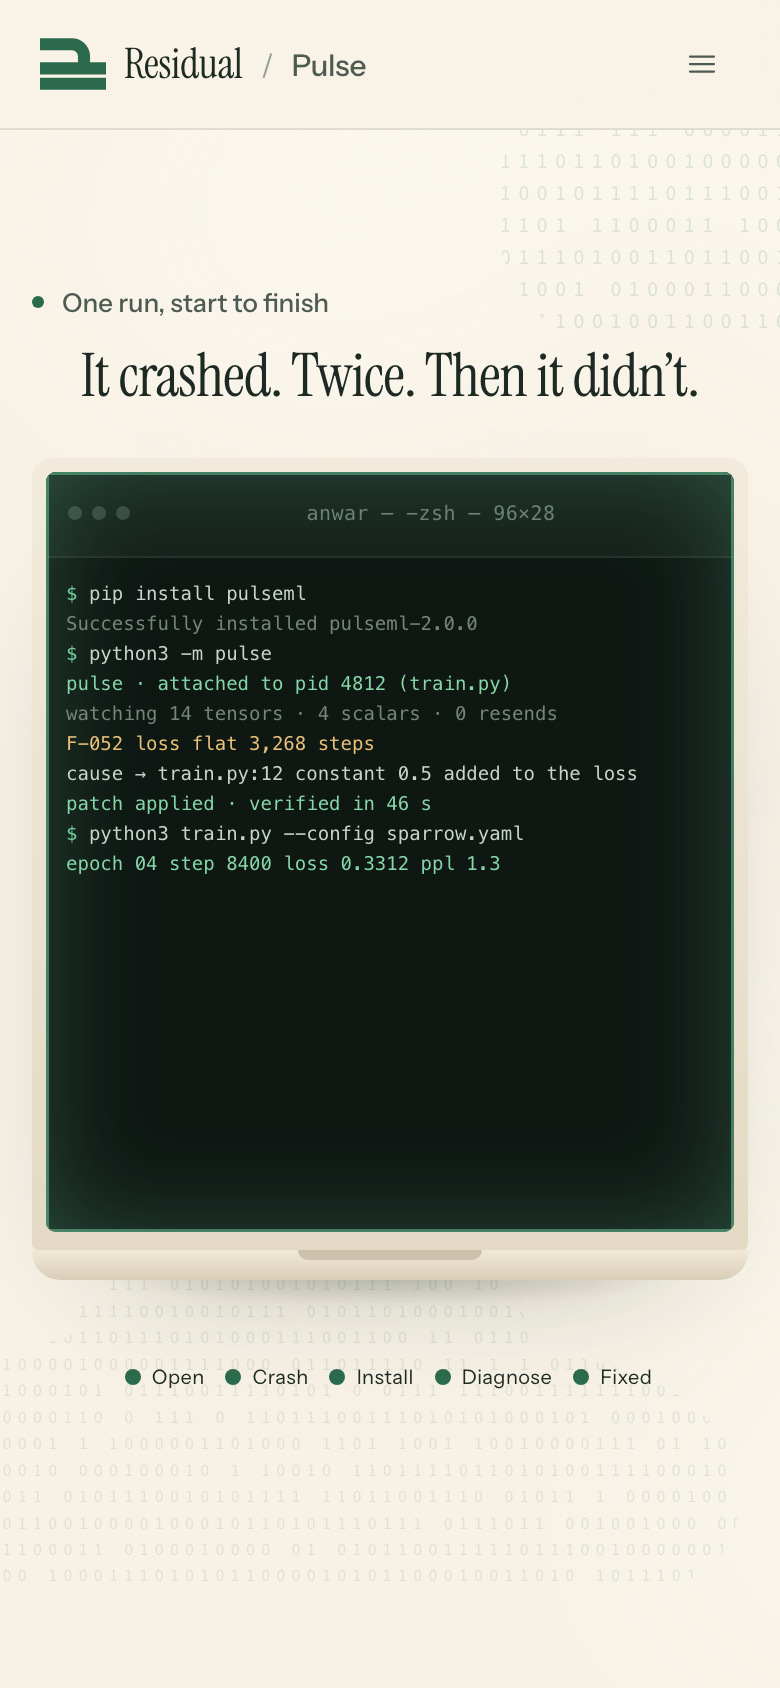 Residual / Pulse
One run, start to finish
It crashed. Twice. Then it didn’t.
anwar — -zsh — 96×28
$ pip install pulseml
Successfully installed pulseml-2.0.0
$ python3 -m pulse
pulse · attached to pid 4812 (train.py)
watching 14 tensors · 4 scalars · 0 resends
F-052 loss flat 3,268 steps
cause → train.py:12 constant 0.5 added to the loss
patch applied · verified in 46 s
$ python3 train.py --config sparrow.yaml
epoch 04 step 8400 loss 0.3312 ppl 1.3
Open Crash Install Diagnose Fixed